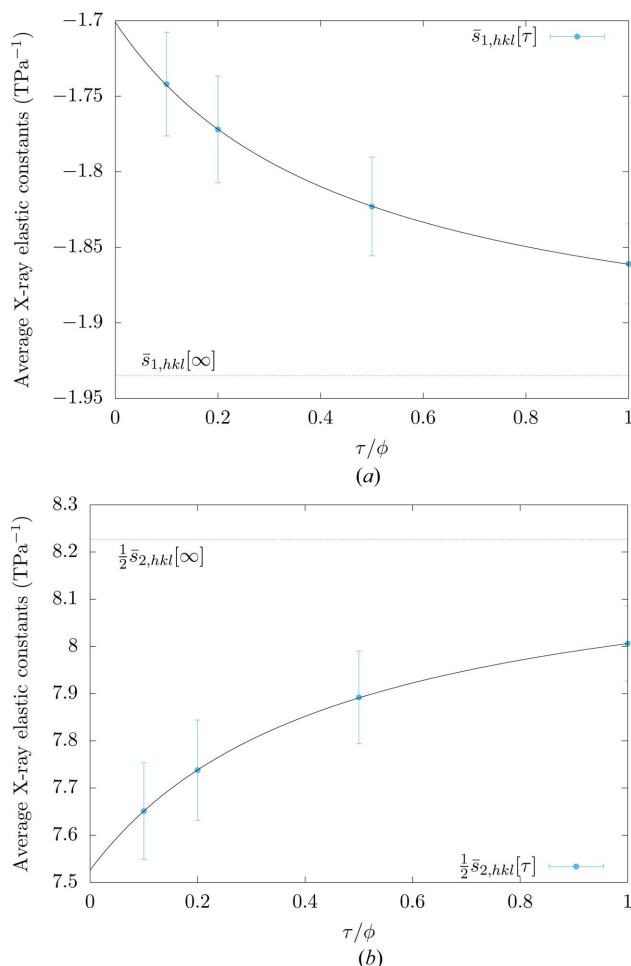 −1.7
−1.75
−1.8
−1.85
−1.9
−1.95
Average X-ray elastic constants (TPa⁻¹)
s̄₁,ₕₖₗ[τ]
s̄₁,ₕₖₗ[∞]
0 0.2 0.4 0.6 0.8 1
τ/ϕ
(a)
8.3
8.2
8.1
8
7.9
7.8
7.7
7.6
7.5
Average X-ray elastic constants (TPa⁻¹)
½s̄₂,ₕₖₗ[∞]
½s̄₂,ₕₖₗ[τ]
0 0.2 0.4 0.6 0.8 1
τ/ϕ
(b)